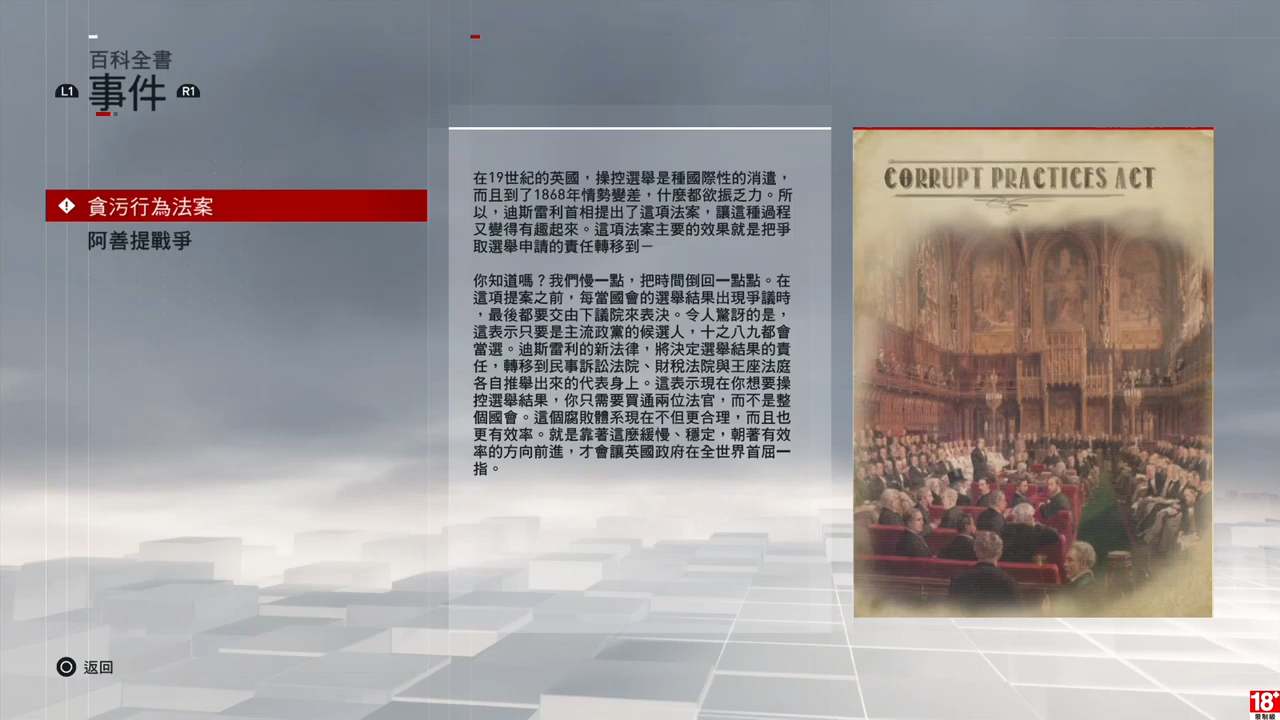 百科全書
L1 事件 R1
貪污行為法案
阿善提戰爭
在19世紀的英國，操控選舉是種國際性的消遣，
而且到了1868年情勢變差，什麼都欲振乏力。所
以，迪斯雷利首相提出了這項法案，讓這種過程
又變得有趣起來。這項法案主要的效果就是把爭
取選舉申請的責任轉移到—
你知道嗎？我們慢一點，把時間倒回一點點。在
這項提案之前，每當國會的選舉結果出現爭議時
，最後都要交由下議院來表決。令人驚訝的是，
這表示只要是主流政黨的候選人，十之八九都會
當選。迪斯雷利的新法律，將決定選舉結果的責
任，轉移到民事訴訟法院、財稅法院與王座法庭
各自推舉出來的代表身上。這表示現在你想要操
控選舉結果，你只需要買通兩位法官，而不是整
個國會。這個腐敗體系現在不但更合理，而且也
更有效率。就是靠著這麼緩慢、穩定，朝著有效
率的方向前進，才會讓英國政府在全世界首屈一
指。
CORRUPT PRACTICES ACT
返回
18+
限制級